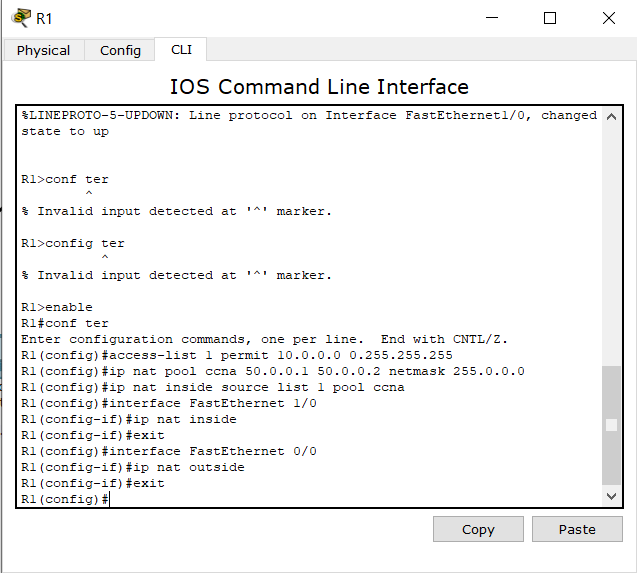 R1
Physical
Config
CLI
IOS Command Line Interface
%LINEPROTO-5-UPDOWN: Line protocol on Interface FastEthernet1/0, changed
state to up
R1>conf ter
^
% Invalid input detected at '^' marker.
R1>config ter
^
% Invalid input detected at '^' marker.
R1>enable
R1#conf ter
Enter configuration commands, one per line.  End with CNTL/Z.
R1(config)#access-list 1 permit 10.0.0.0 0.255.255.255
R1(config)#ip nat pool ccna 50.0.0.1 50.0.0.2 netmask 255.0.0.0
R1(config)#ip nat inside source list 1 pool ccna
R1(config)#interface FastEthernet 1/0
R1(config-if)#ip nat inside
R1(config-if)#exit
R1(config)#interface FastEthernet 0/0
R1(config-if)#ip nat outside
R1(config-if)#exit
R1(config)#
Copy
Paste